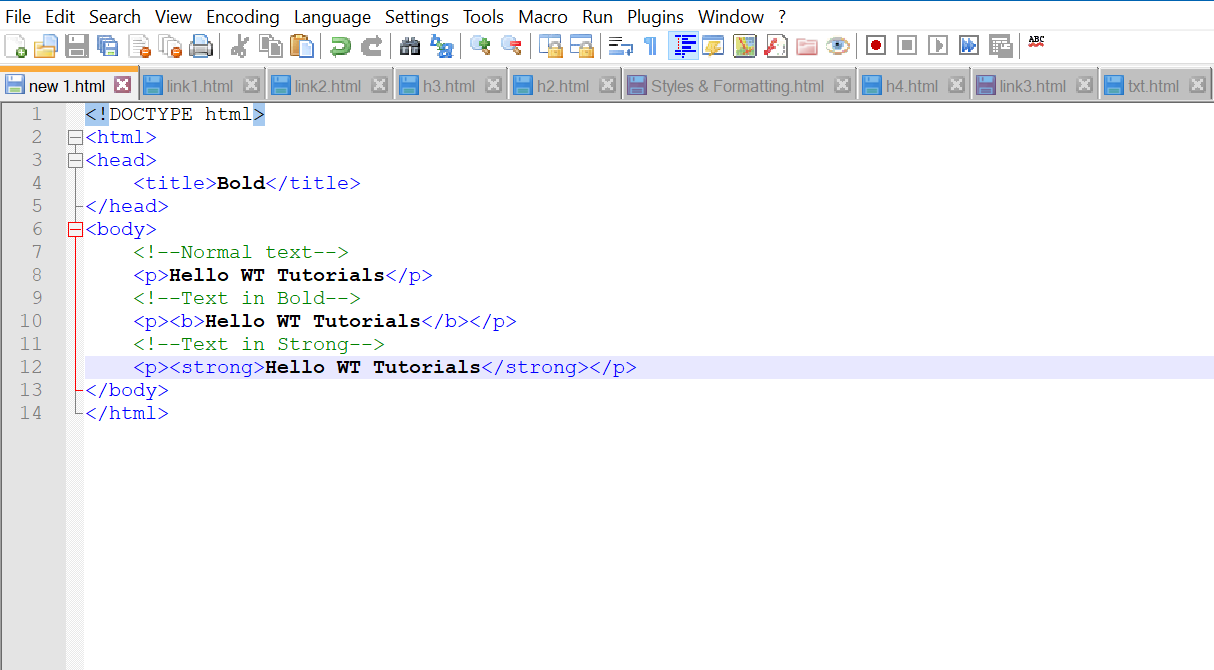 File Edit Search View Encoding Language Settings Tools Macro Run Plugins Window ?
ABC
new 1.html link1.html link2.html h3.html h2.html Styles & Formatting.html h4.html link3.html txt.html
1 <!DOCTYPE html>
2 <html>
3 <head>
4 <title>Bold</title>
5 </head>
6 <body>
7 <!--Normal text-->
8 <p>Hello WT Tutorials</p>
9 <!--Text in Bold-->
10 <p><b>Hello WT Tutorials</b></p>
11 <!--Text in Strong-->
12 <p><strong>Hello WT Tutorials</strong></p>
13 </body>
14 </html>